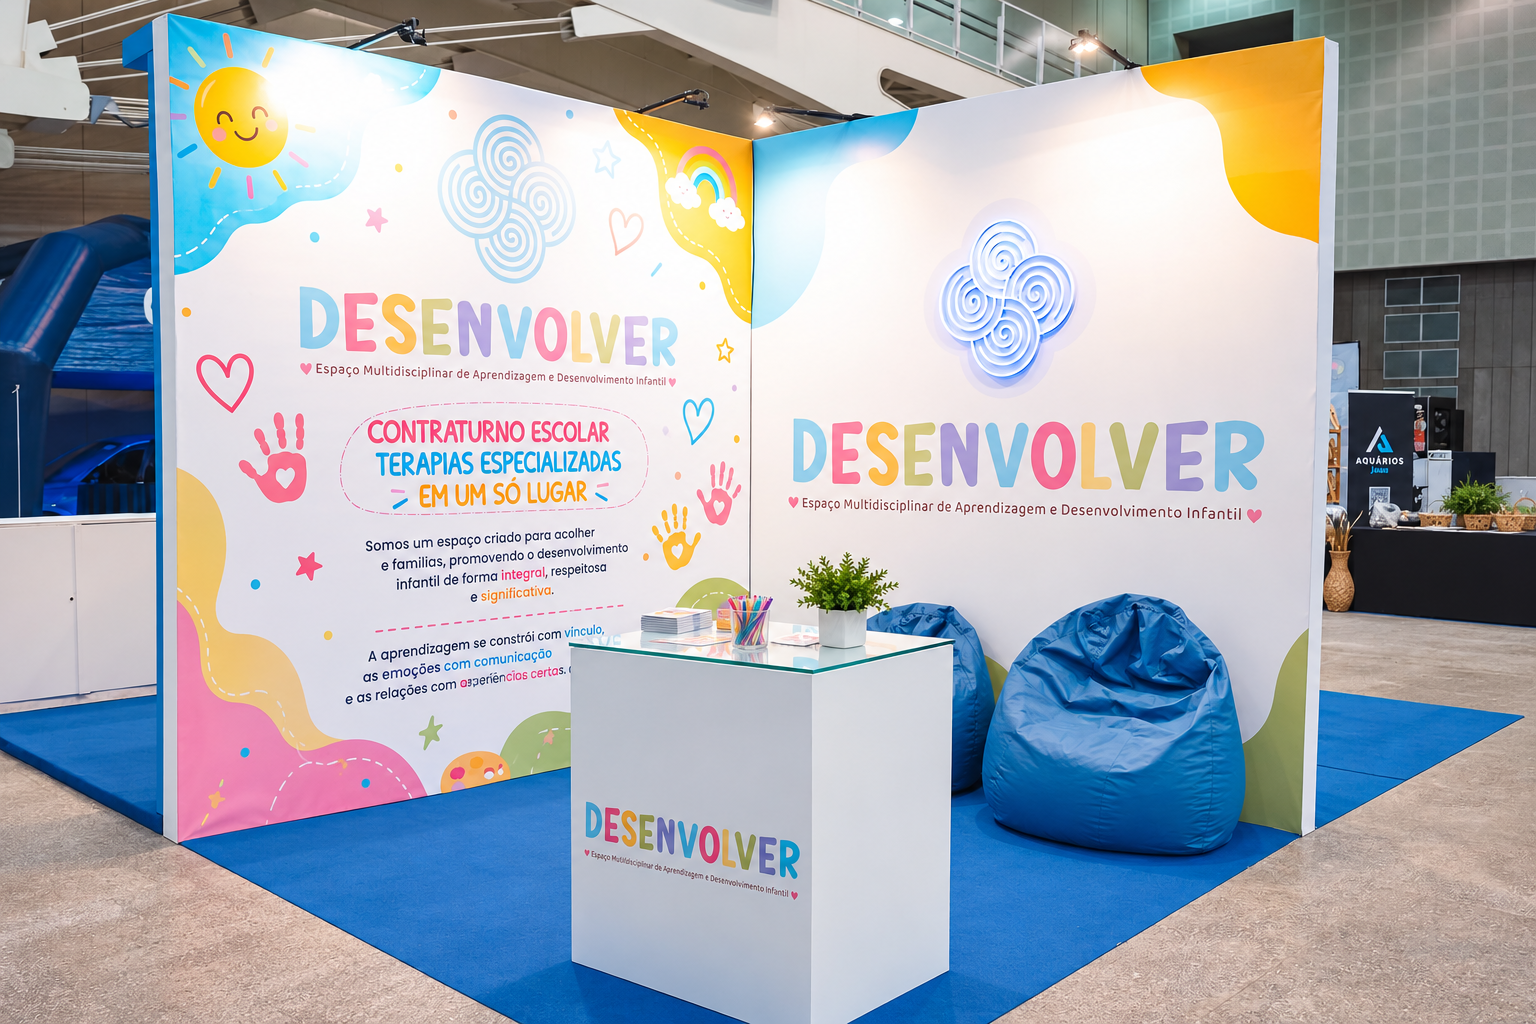 DESENVOLVER
Espaço Multidisciplinar de Aprendizagem e Desenvolvimento Infantil
CONTRATURNO ESCOLAR
TERAPIAS ESPECIALIZADAS
EM UM SÓ LUGAR
Somos um espaço criado para acolher
e famílias, promovendo o desenvolvimento
infantil de forma integral, respeitosa
e significativa.
A aprendizagem se constrói com vínculo,
as emoções com comunicação
e as relações com experiências certas.
DESENVOLVER
Espaço Multidisciplinar de Aprendizagem e Desenvolvimento Infantil
DESENVOLVER
Espaço Multidisciplinar de Aprendizagem e Desenvolvimento Infantil
AQUÁRIOS